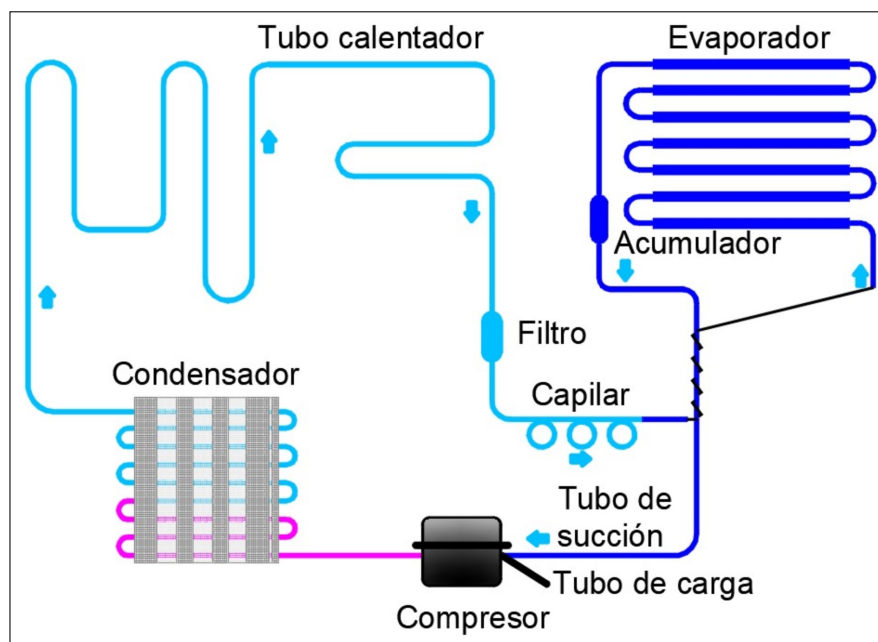 Tubo calentador
Evaporador
Acumulador
Filtro
Condensador
Capilar
Tubo de
succión
Tubo de carga
Compresor